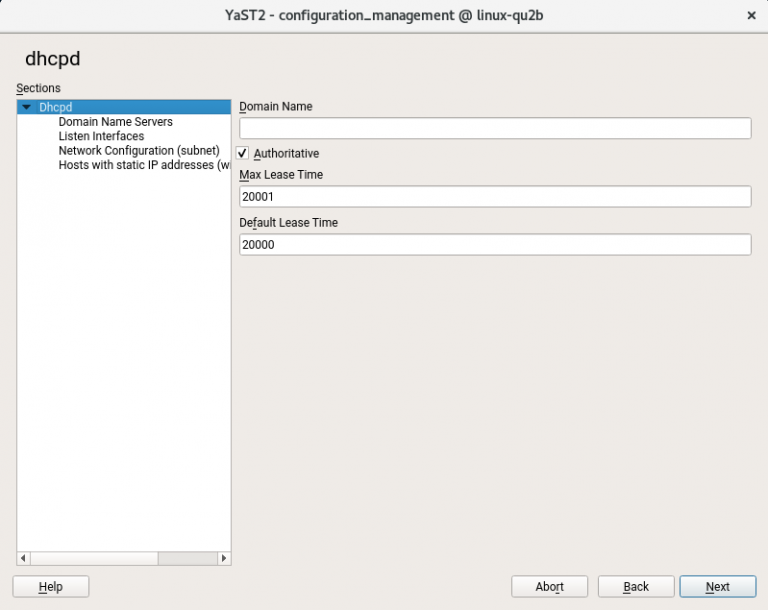 YaST2 - configuration_management @ linux-qu2b
dhcpd
Sections
Dhcpd
Domain Name Servers
Listen Interfaces
Network Configuration (subnet)
Hosts with static IP addresses (wi
Domain Name
Authoritative
Max Lease Time
20001
Default Lease Time
20000
Help
Abort
Back
Next